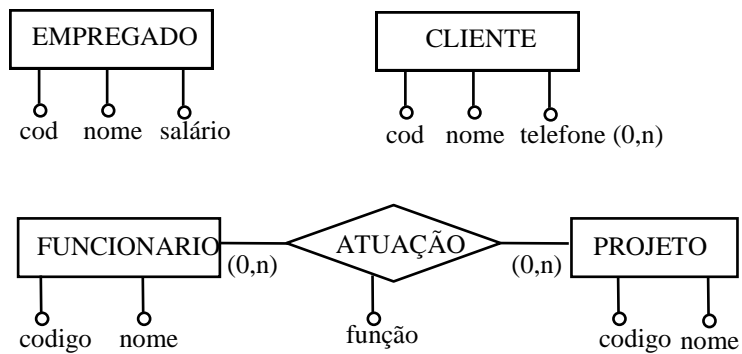 EMPREGADO CLIENTE
cod nome salário cod nome telefone (0,n)
FUNCIONARIO (0,n) ATUAÇÃO (0,n) PROJETO
codigo nome função codigo nome